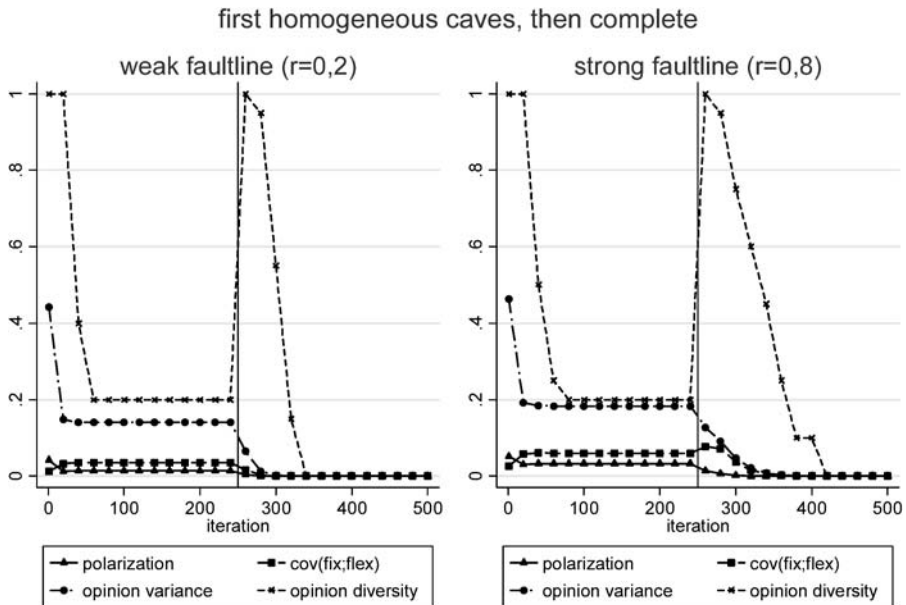 first homogeneous caves, then complete
weak faultline (r=0,2)
strong faultline (r=0,8)
1
.8
.6
.4
.2
0
0 100 200 300 400 500
iteration
1
.8
.6
.4
.2
0
0 100 200 300 400 500
iteration
polarization cov(fix;flex)
opinion variance opinion diversity
polarization cov(fix;flex)
opinion variance opinion diversity